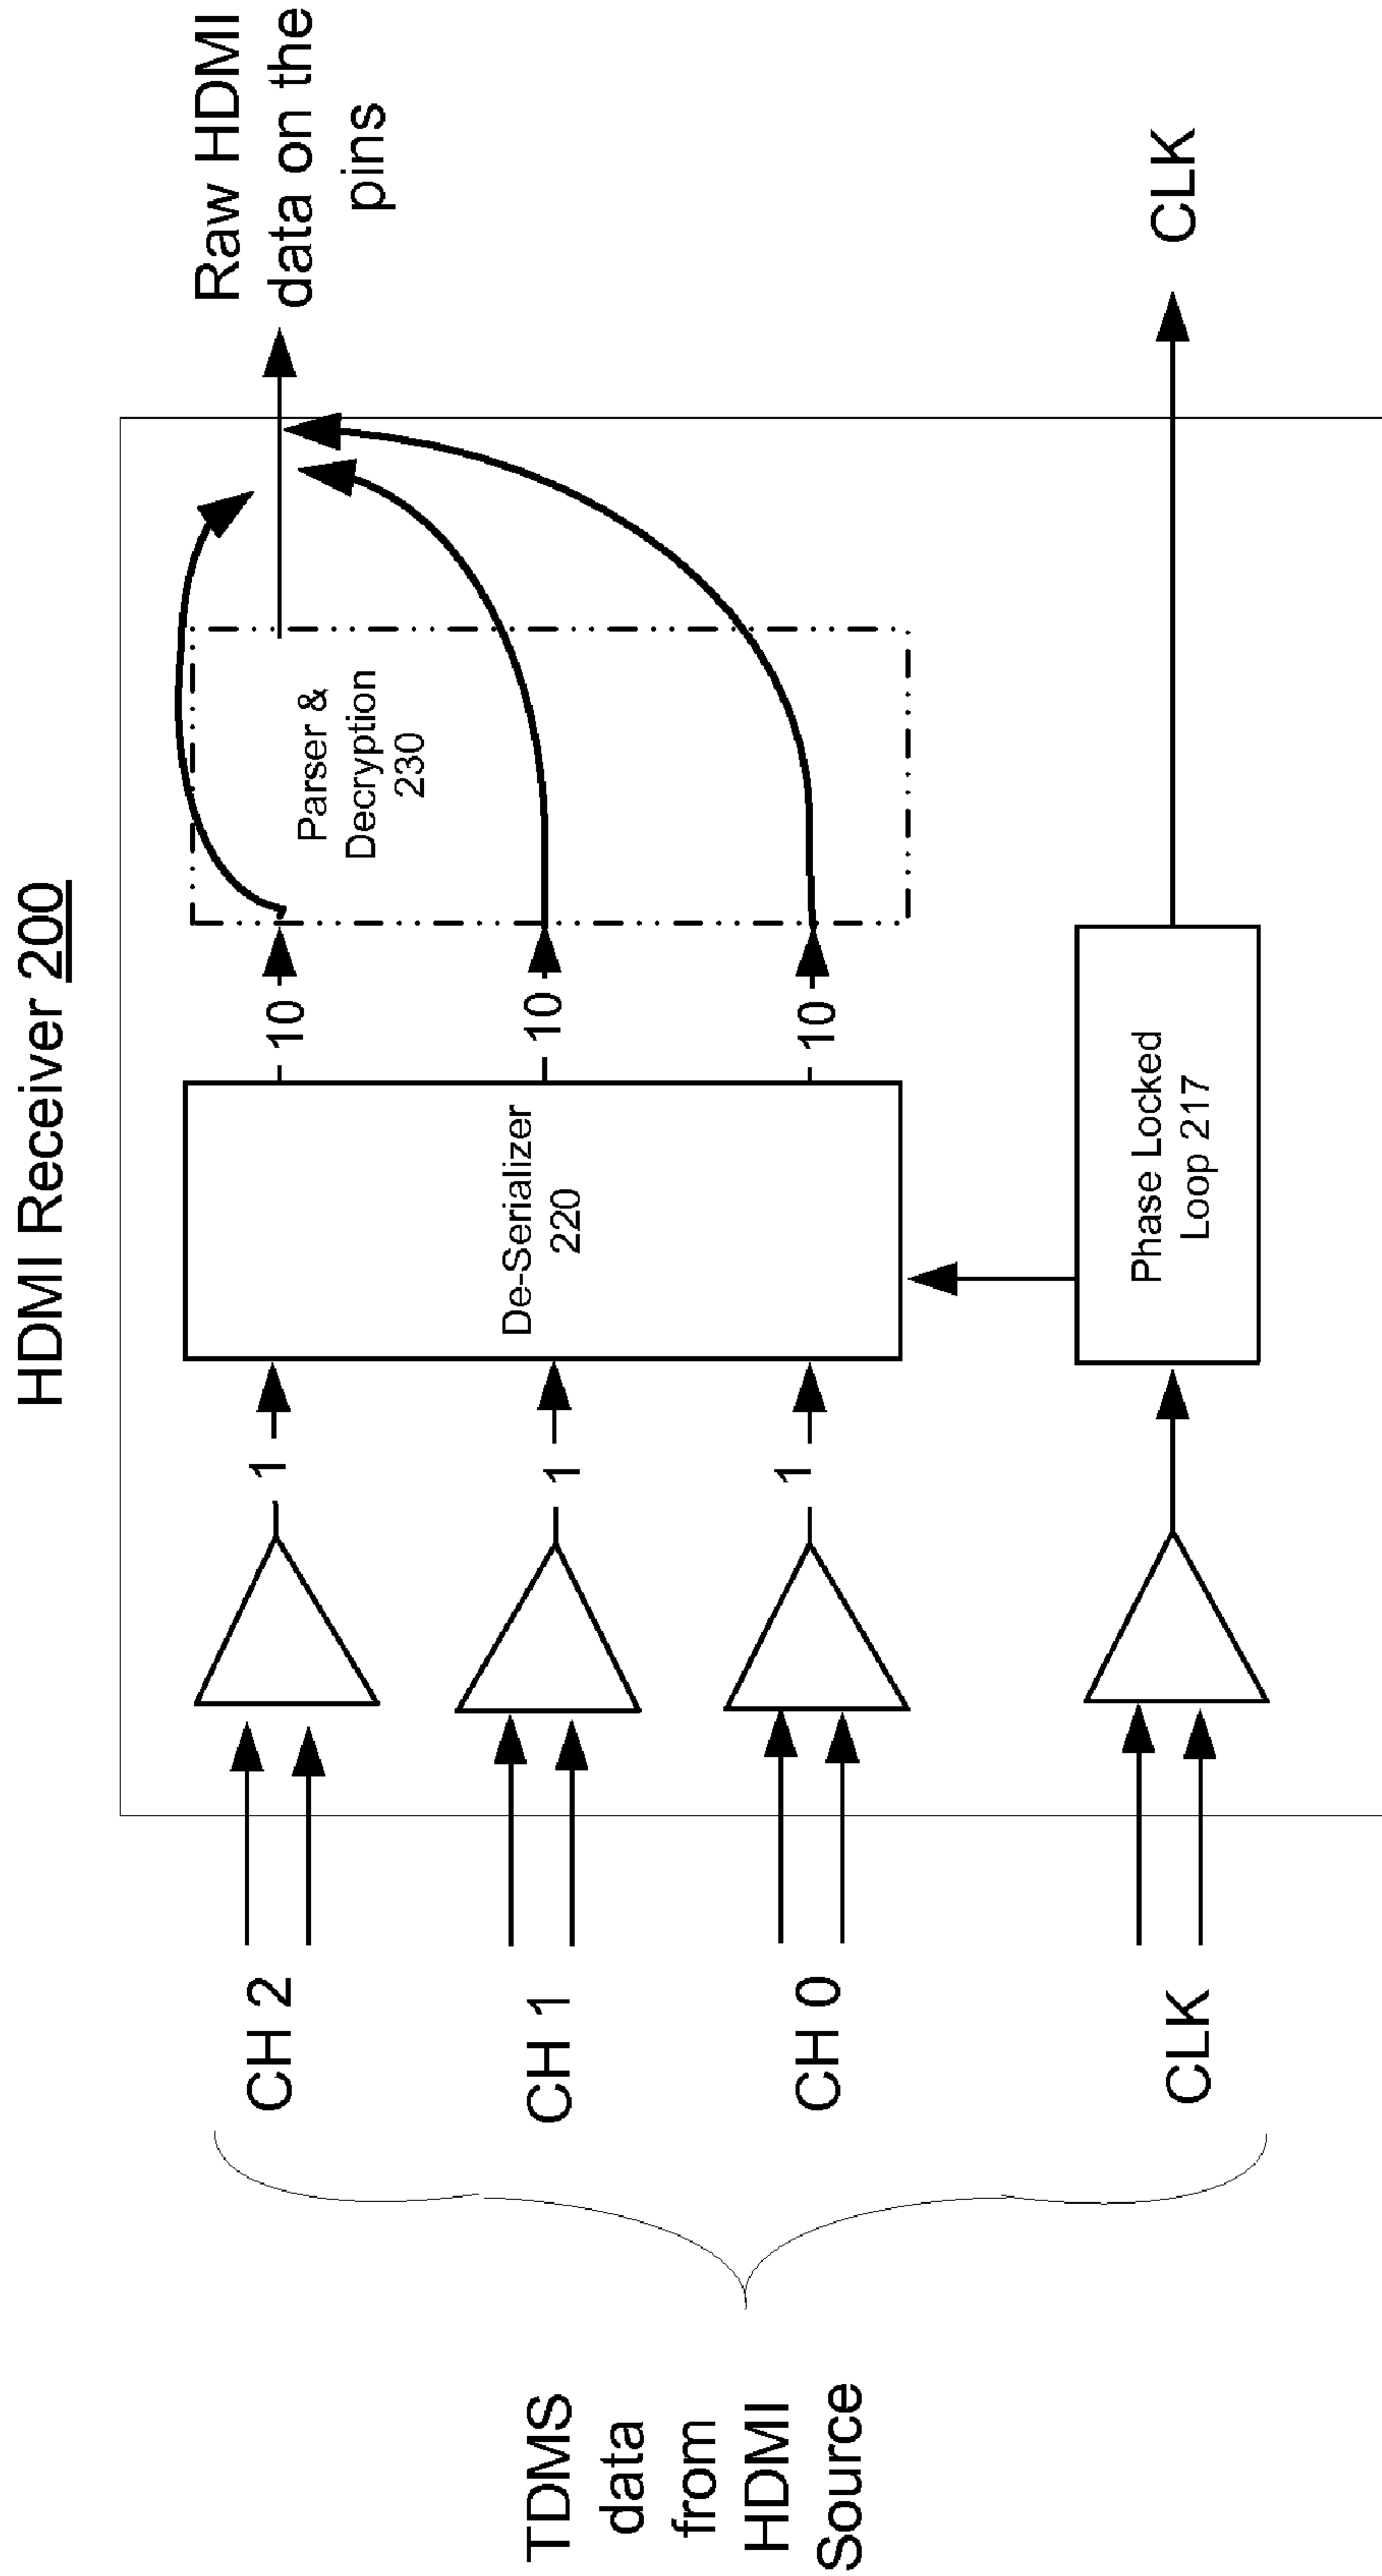 HDMI Receiver 200
TDMS
data
from
HDMI
Source
CH 2
CH 1
CH 0
CLK
1
1
1
De-Serializer
220
Phase Locked
Loop 217
10
10
10
Parser &
Decryption
230
Raw HDMI
data on the
pins
CLK